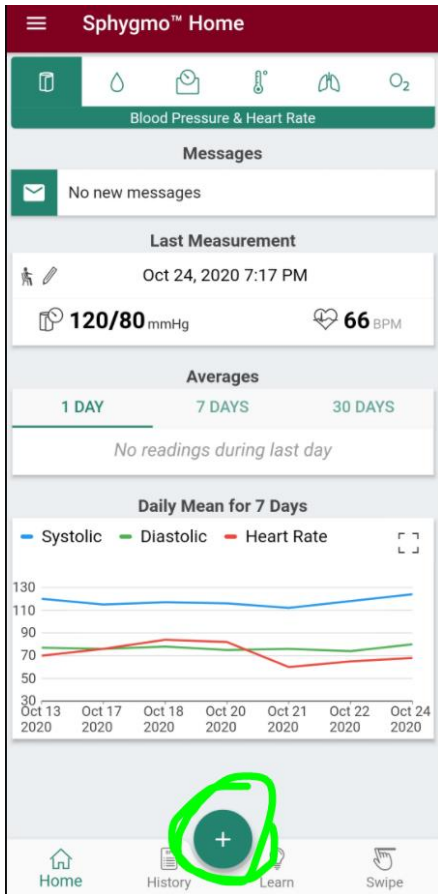 Sphygmo™ Home
O₂
Blood Pressure & Heart Rate
Messages
No new messages
Last Measurement
Oct 24, 2020 7:17 PM
120/80 mmHg 66 BPM
Averages
1 DAY 7 DAYS 30 DAYS
No readings during last day
Daily Mean for 7 Days
Systolic Diastolic Heart Rate
130
110
90
70
50
30
Oct 13 Oct 17 Oct 18 Oct 20 Oct 21 Oct 22 Oct 24
2020 2020 2020 2020 2020 2020 2020
+
Home History Learn Swipe